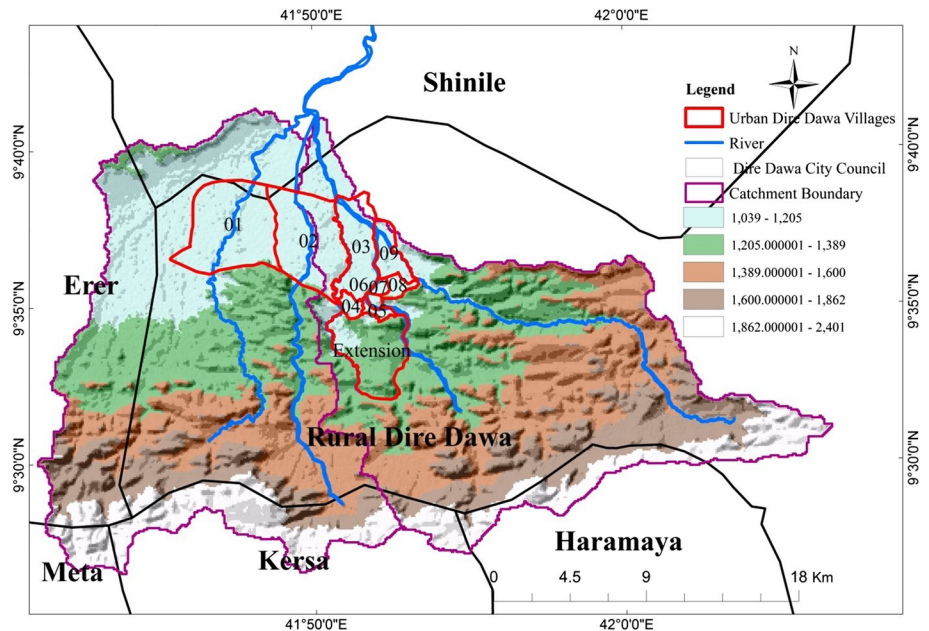 41°50'0"E 42°0'0"E
N
Shinile
Legend
Urban Dire Dawa Villages
River
Dire Dawa City Council
Catchment Boundary
1,039 - 1,205
1,205.000001 - 1,389
1,389.000001 - 1,600
1,600.000001 - 1,862
1,862.000001 - 2,401
9°40'0"N 9°40'0"N
01 02 03 09
Erer
06 07 08
04 05
9°35'0"N 9°35'0"N
Extension
Rural Dire Dawa
9°30'0"N 9°30'0"N
Haramaya
Kersa
Meta
0 4.5 9 18 Km
41°50'0"E 42°0'0"E